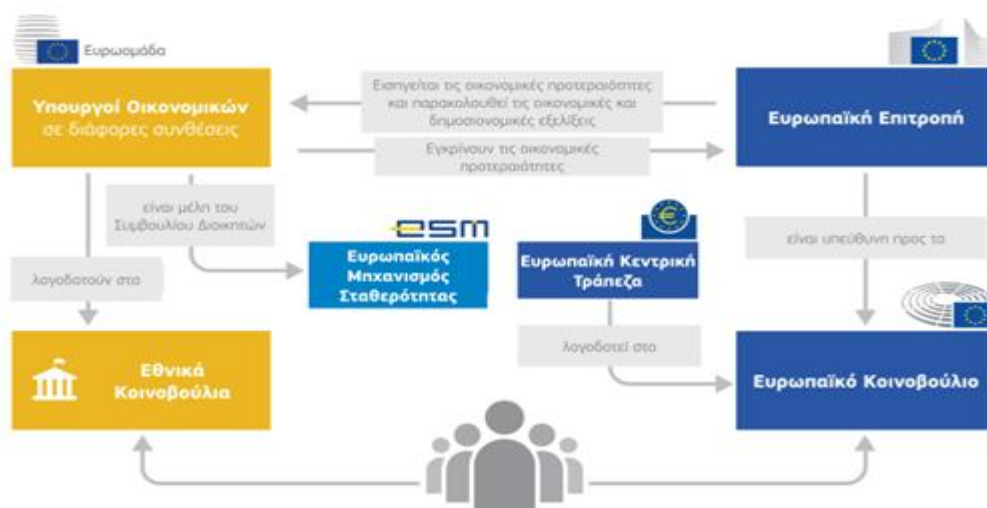 Ευρωομάδα
Υπουργοί Οικονομικών
σε διάφορες συνθέσεις
Εισηγείται τις οικονομικές προτεραιότητες
και παρακολουθεί τις οικονομικές και
δημοσιονομικές εξελίξεις
Ευρωπαϊκή Επιτροπή
Εγκρίνουν τις οικονομικές
προτεραιότητες
είναι μέλη του
Συμβουλίου Διοικητών
esm
Ευρωπαϊκός
Μηχανισμός
Σταθερότητας
Ευρωπαϊκή Κεντρική
Τράπεζα
είναι υπεύθυνη προς το
λογοδοτούν στα
λογοδοτεί στο
Εθνικά
Κοινοβούλια
Ευρωπαϊκό Κοινοβούλιο